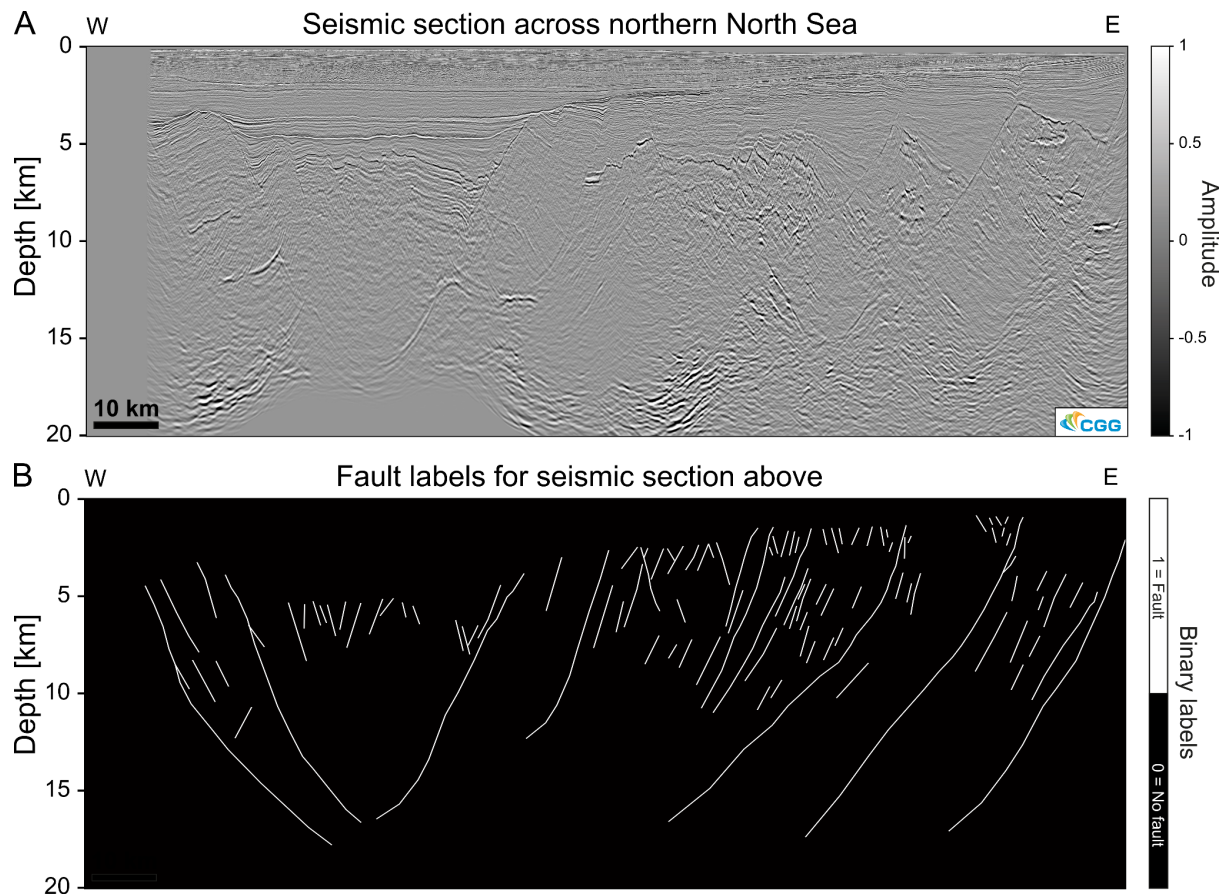 A
W
Seismic section across northern North Sea
E
0
5
10
15
20
Depth [km]
10 km
CGG
1
0.5
0
-0.5
-1
Amplitude
B
W
Fault labels for seismic section above
E
0
5
10
15
20
Depth [km]
1 = Fault
0 = No fault
Binary labels